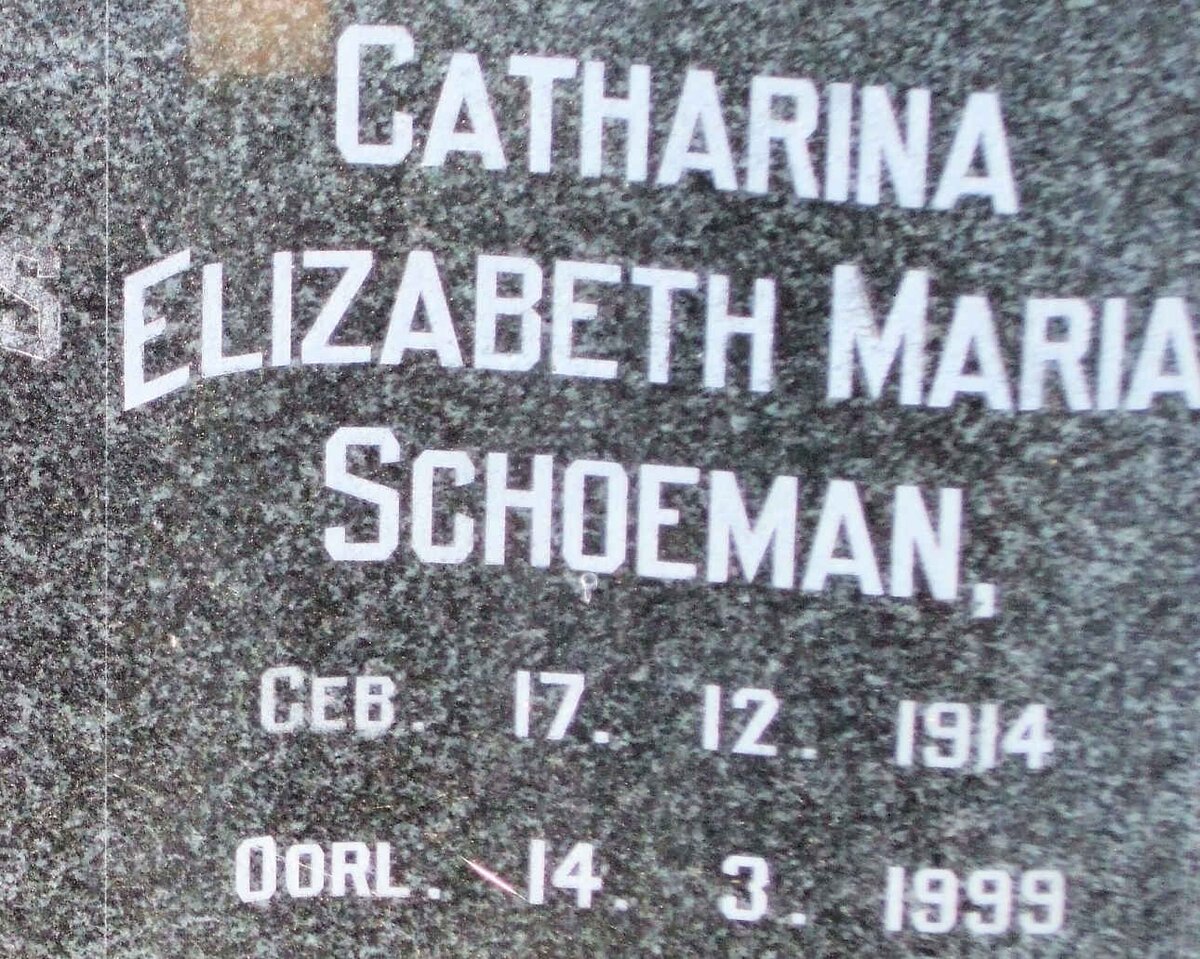 CATHARINA
ELIZABETH MARIA
SCHOEMAN,
GEB. 17. 12. 1914
OORL. 14. 3. 1999